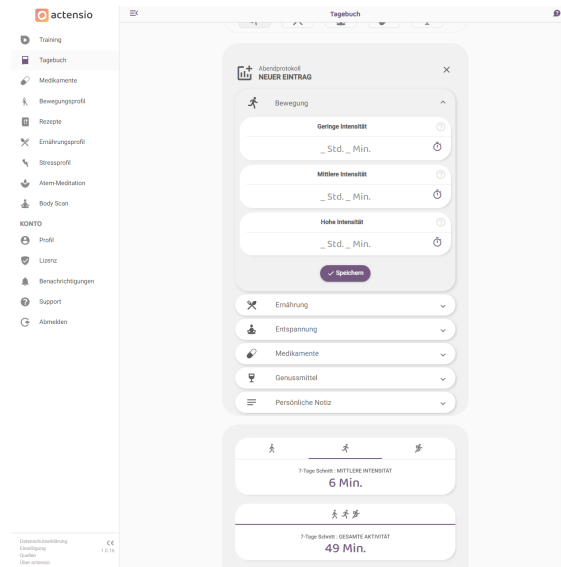 actensio
Training
Tagebuch
Medikamente
Bewegungsprofil
Rezepte
Ernährungsprofil
Stressprofil
Atem-Meditation
Body Scan
KONTO
Profil
Lizenz
Benachrichtigungen
Support
Abmelden
Datenschutzerklärung
Einwilligung
Quellen
Über actensio
CE
1.0.16
Tagebuch
Abendprotokoll
NEUER EINTRAG
Bewegung
Geringe Intensität
_ Std. _ Min.
Mittlere Intensität
_ Std. _ Min.
Hohe Intensität
_ Std. _ Min.
Speichern
Ernährung
Entspannung
Medikamente
Genussmittel
Persönliche Notiz
7-Tage Schnitt : MITTLERE INTENSITÄT
6 Min.
7-Tage Schnitt : GESAMTE AKTIVITÄT
49 Min.